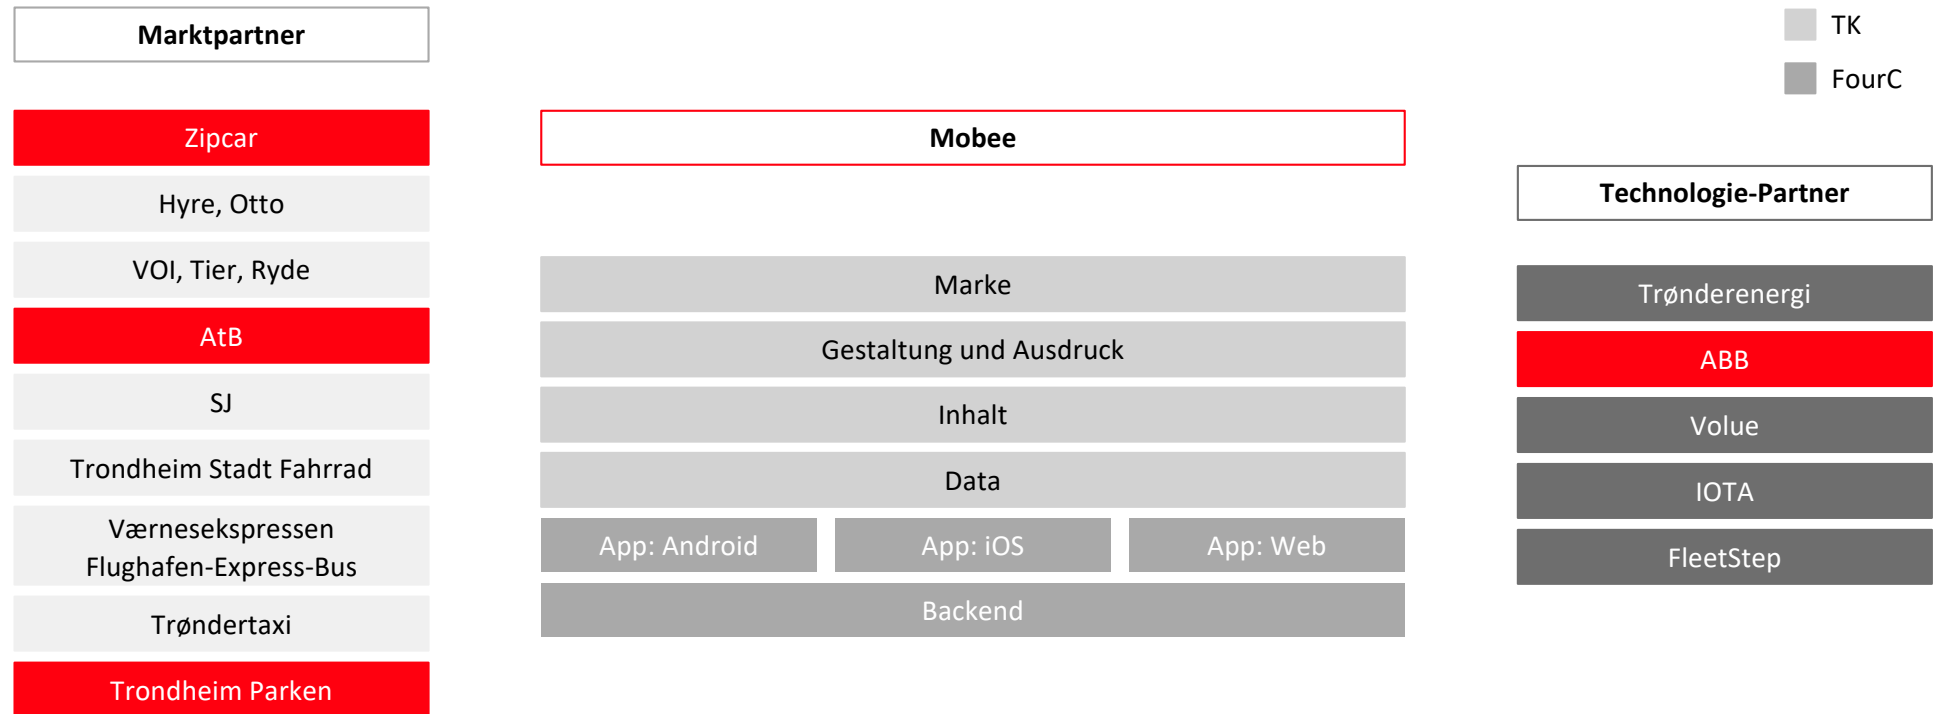 Marktpartner
Zipcar
Hyre, Otto
VOI, Tier, Ryde
AtB
SJ
Trondheim Stadt Fahrrad
Værnesekspressen
Flughafen-Express-Bus
Trøndertaxi
Trondheim Parken
Mobee
Marke
Gestaltung und Ausdruck
Inhalt
Data
App: Android
App: iOS
App: Web
Backend
TK
FourC
Technologie-Partner
Trønderenergi
ABB
Volue
IOTA
FleetStep